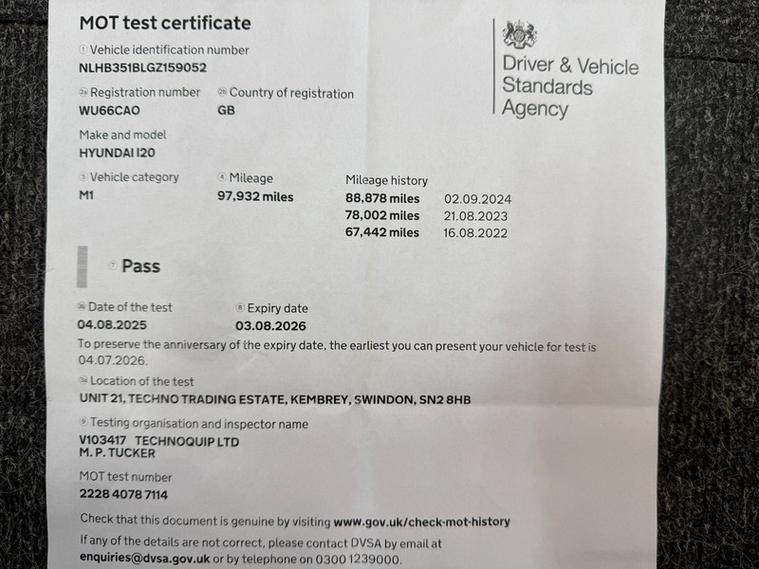 MOT test certificate
Driver & Vehicle
Standards
Agency
① Vehicle identification number
NLHB351BLGZ159052
Registration number Country of registration
WU66CAO GB
Make and model
HYUNDAI I20
Vehicle category ④ Mileage Mileage history
M1 97,932 miles 88,878 miles 02.09.2024
78,002 miles 21.08.2023
67,442 miles 16.08.2022
Pass
Date of the test ⑧ Expiry date
04.08.2025 03.08.2026
To preserve the anniversary of the expiry date, the earliest you can present your vehicle for test is
04.07.2026.
Location of the test
UNIT 21, TECHNO TRADING ESTATE, KEMBREY, SWINDON, SN2 8HB
⑨ Testing organisation and inspector name
V103417 TECHNOQUIP LTD
M. P. TUCKER
MOT test number
2228 4078 7114
Check that this document is genuine by visiting www.gov.uk/check-mot-history
If any of the details are not correct, please contact DVSA by email at
enquiries@dvsa.gov.uk or by telephone on 0300 1239000.